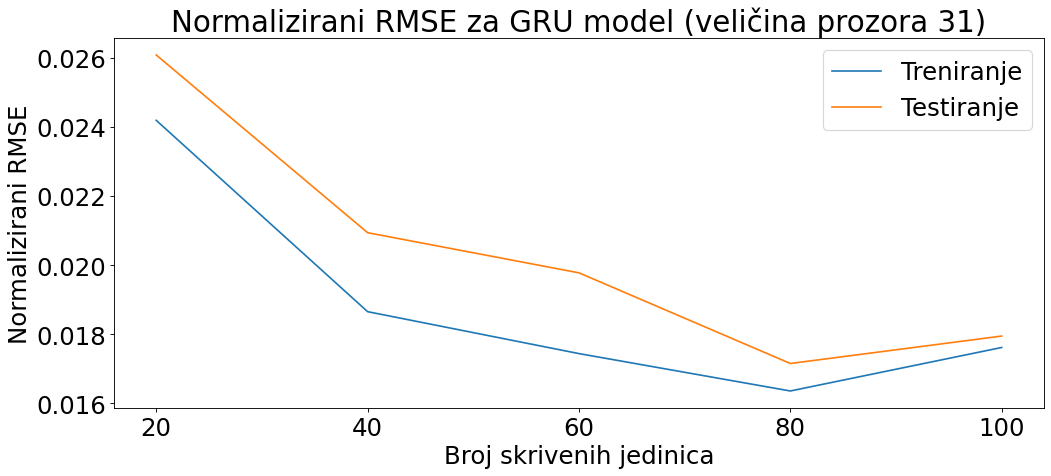 Normalizirani RMSE za GRU model (veličina prozora 31)
Treniranje
Testiranje
Normalizirani RMSE
0.026
0.024
0.022
0.020
0.018
0.016
20 40 60 80 100
Broj skrivenih jedinica